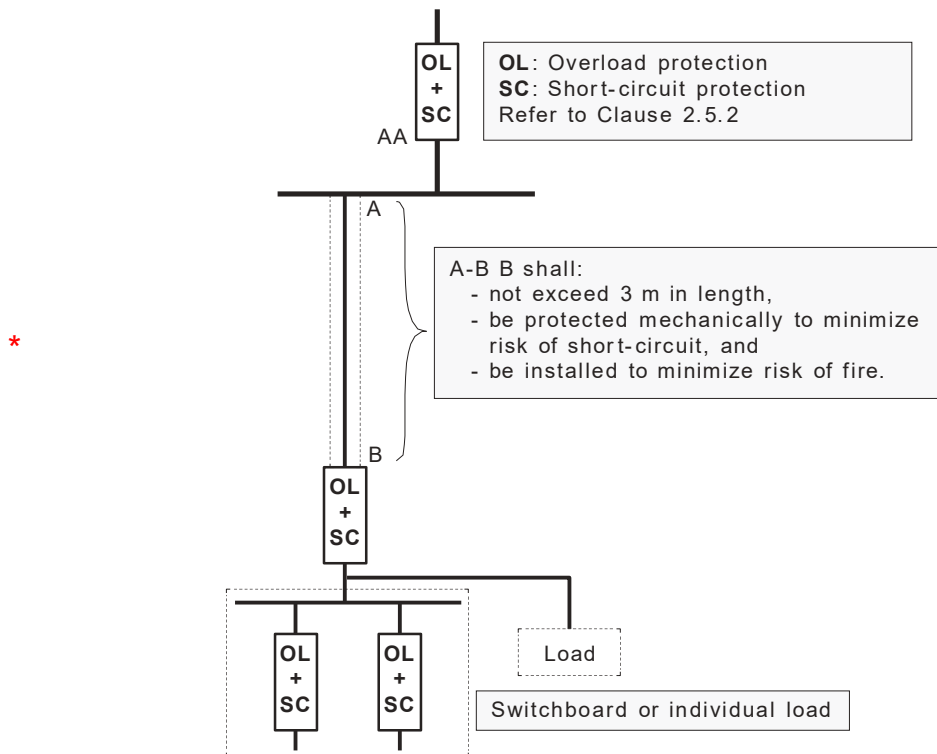 OL
+
SC
OL: Overload protection
SC: Short-circuit protection
Refer to Clause 2.5.2
AA
A
A-B B shall:
- not exceed 3 m in length,
- be protected mechanically to minimize
risk of short-circuit, and
- be installed to minimize risk of fire.
*
B
OL
+
SC
OL
+
SC
OL
+
SC
Load
Switchboard or individual load